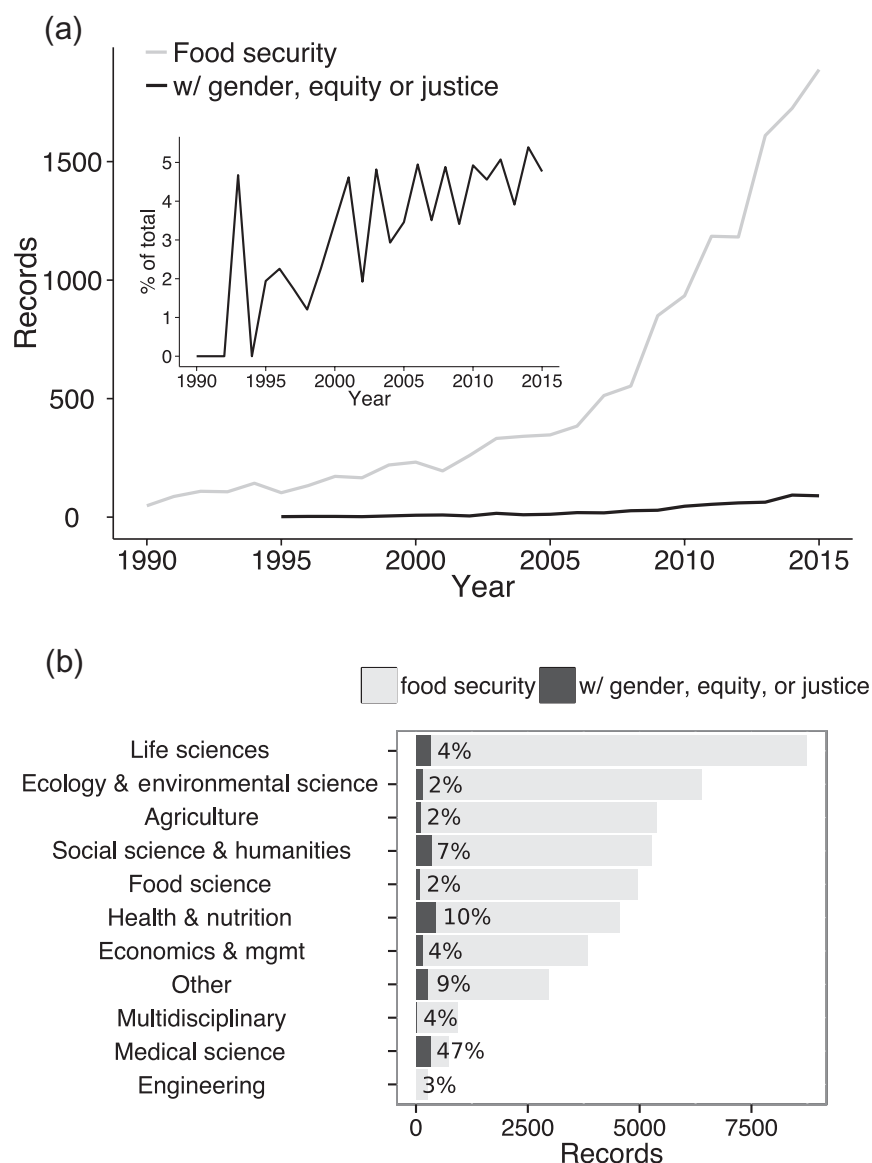 (a)
Food security
w/ gender, equity or justice
Records
1500
1000
500
0
1990 1995 2000 2005 2010 2015
Year
% of total
5
4
3
2
1
0
1990 1995 2000 2005 2010 2015
Year
(b)
food security w/ gender, equity, or justice
Life sciences 4%
Ecology & environmental science 2%
Agriculture 2%
Social science & humanities 7%
Food science 2%
Health & nutrition 10%
Economics & mgmt 4%
Other 9%
Multidisciplinary 4%
Medical science 47%
Engineering 3%
0 2500 5000 7500
Records